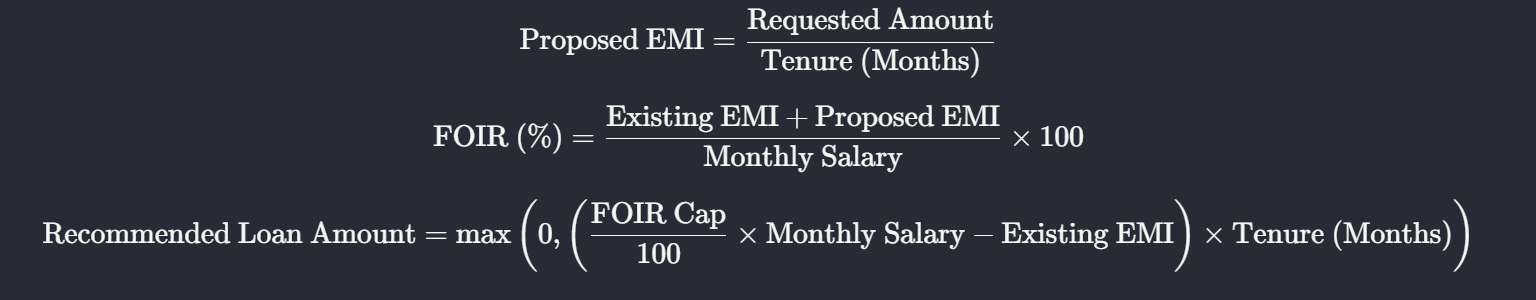 Proposed EMI = Requested Amount / Tenure (Months)
FOIR (%) = Existing EMI + Proposed EMI / Monthly Salary × 100
Recommended Loan Amount = max (0, (FOIR Cap / 100 × Monthly Salary − Existing EMI) × Tenure (Months))